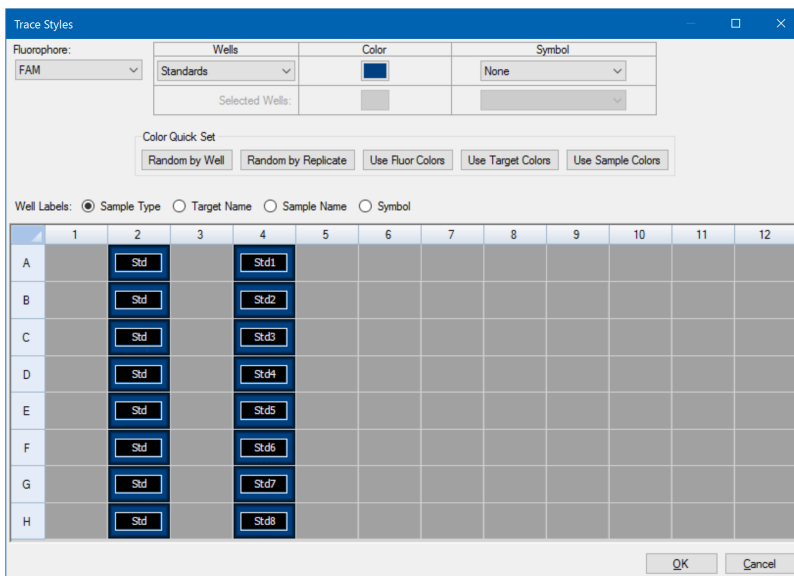 Trace Styles
Fluorophore: Wells Color Symbol
FAM Standards None
Selected Wells:
Color Quick Set
Random by Well Random by Replicate Use Fluor Colors Use Target Colors Use Sample Colors
Well Labels: Sample Type Target Name Sample Name Symbol
1 2 3 4 5 6 7 8 9 10 11 12
A Std Std1
B Std Std2
C Std Std3
D Std Std4
E Std Std5
F Std Std6
G Std Std7
H Std Std8
OK Cancel